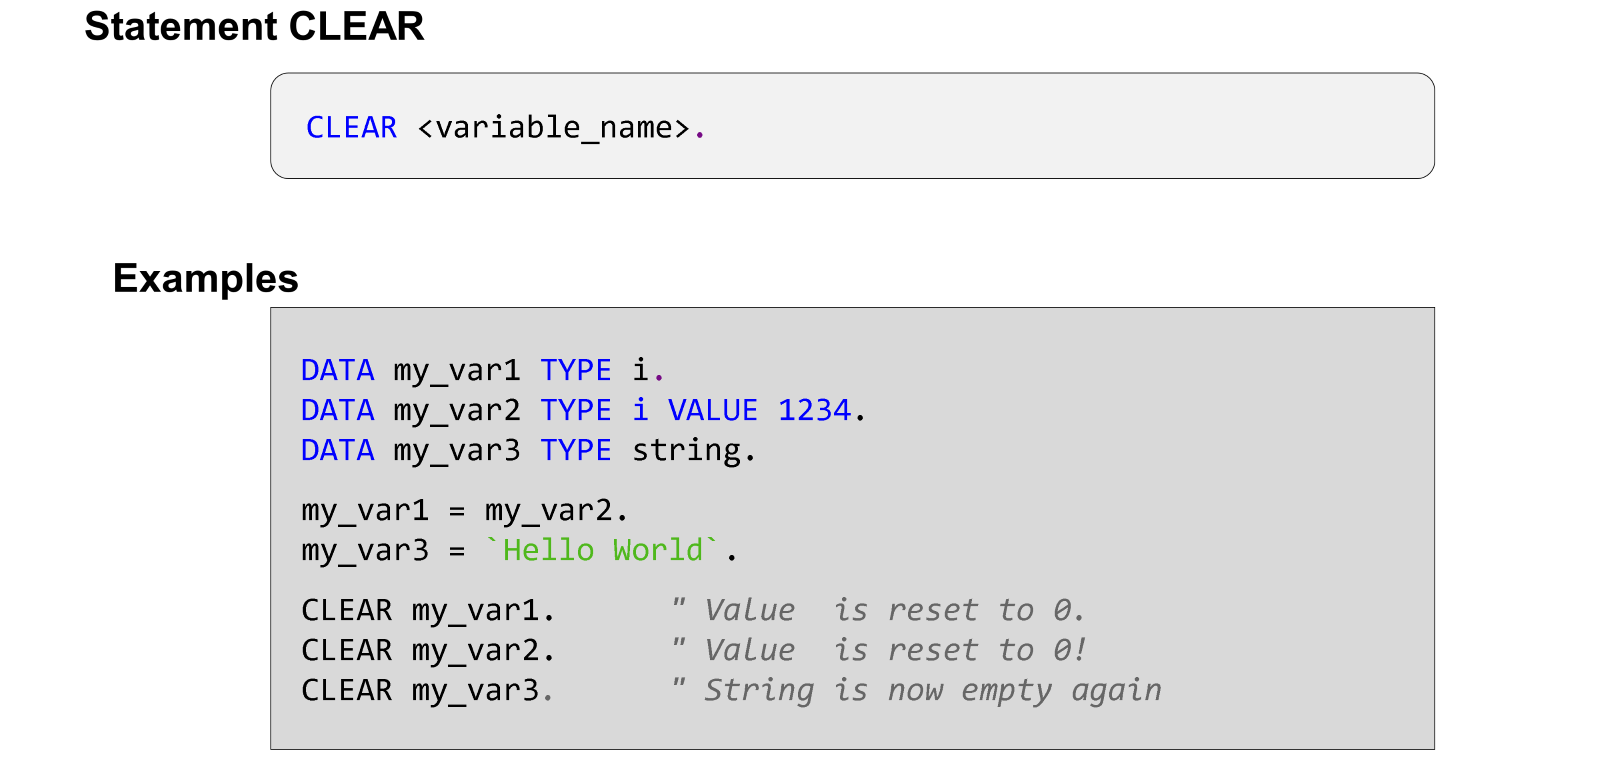 Statement CLEAR
CLEAR <variable_name>.
Examples
DATA my_var1 TYPE i.
DATA my_var2 TYPE i VALUE 1234.
DATA my_var3 TYPE string.
my_var1 = my_var2.
my_var3 = `Hello World`.
CLEAR my_var1.      " Value  is reset to 0.
CLEAR my_var2.      " Value  is reset to 0!
CLEAR my_var3.      " String is now empty again